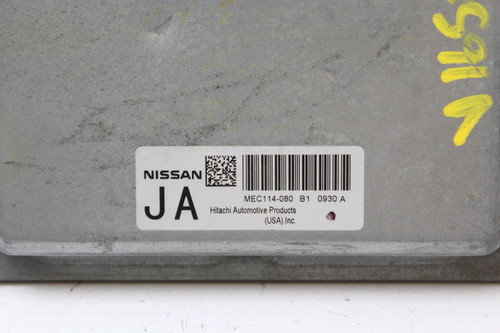 NISSAN
JA
MEC114-080 B1 0930 A
Hitachi Automotive Products
(USA).Inc.